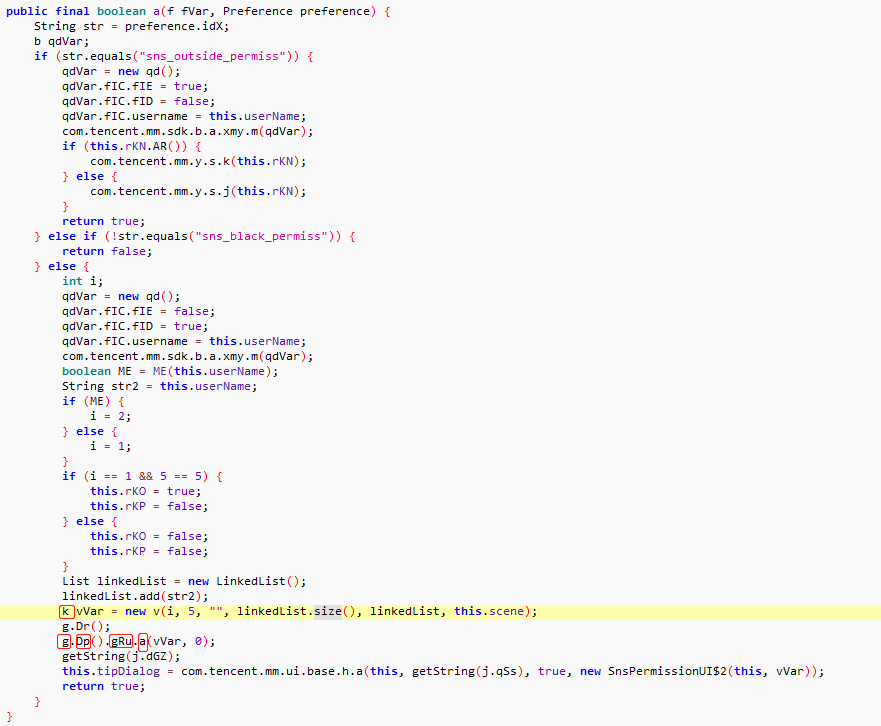 public final boolean a(f fVar, Preference preference) {
    String str = preference.idX;
    b qdVar;
    if (str.equals("sns_outside_permiss")) {
        qdVar = new qd();
        qdVar.fIC.fIE = true;
        qdVar.fIC.fID = false;
        qdVar.fIC.username = this.userName;
        com.tencent.mm.sdk.b.a.xmy.m(qdVar);
        if (this.rKN.AR()) {
            com.tencent.mm.y.s.k(this.rKN);
        } else {
            com.tencent.mm.y.s.j(this.rKN);
        }
        return true;
    } else if (!str.equals("sns_black_permiss")) {
        return false;
    } else {
        int i;
        qdVar = new qd();
        qdVar.fIC.fIE = false;
        qdVar.fIC.fID = true;
        qdVar.fIC.username = this.userName;
        com.tencent.mm.sdk.b.a.xmy.m(qdVar);
        boolean ME = ME(this.userName);
        String str2 = this.userName;
        if (ME) {
            i = 2;
        } else {
            i = 1;
        }
        if (i == 1 && 5 == 5) {
            this.rKO = true;
            this.rKP = false;
        } else {
            this.rKO = false;
            this.rKP = false;
        }
        List linkedList = new LinkedList();
        linkedList.add(str2);
        k vVar = new v(i, 5, "", linkedList.size(), linkedList, this.scene);
        g.Dr();
        g.Dp().gRu.a(vVar, 0);
        getString(j.dGZ);
        this.tipDialog = com.tencent.mm.ui.base.h.a(this, getString(j.qSs), true, new SnsPermissionUI$2(this, vVar));
        return true;
    }
}